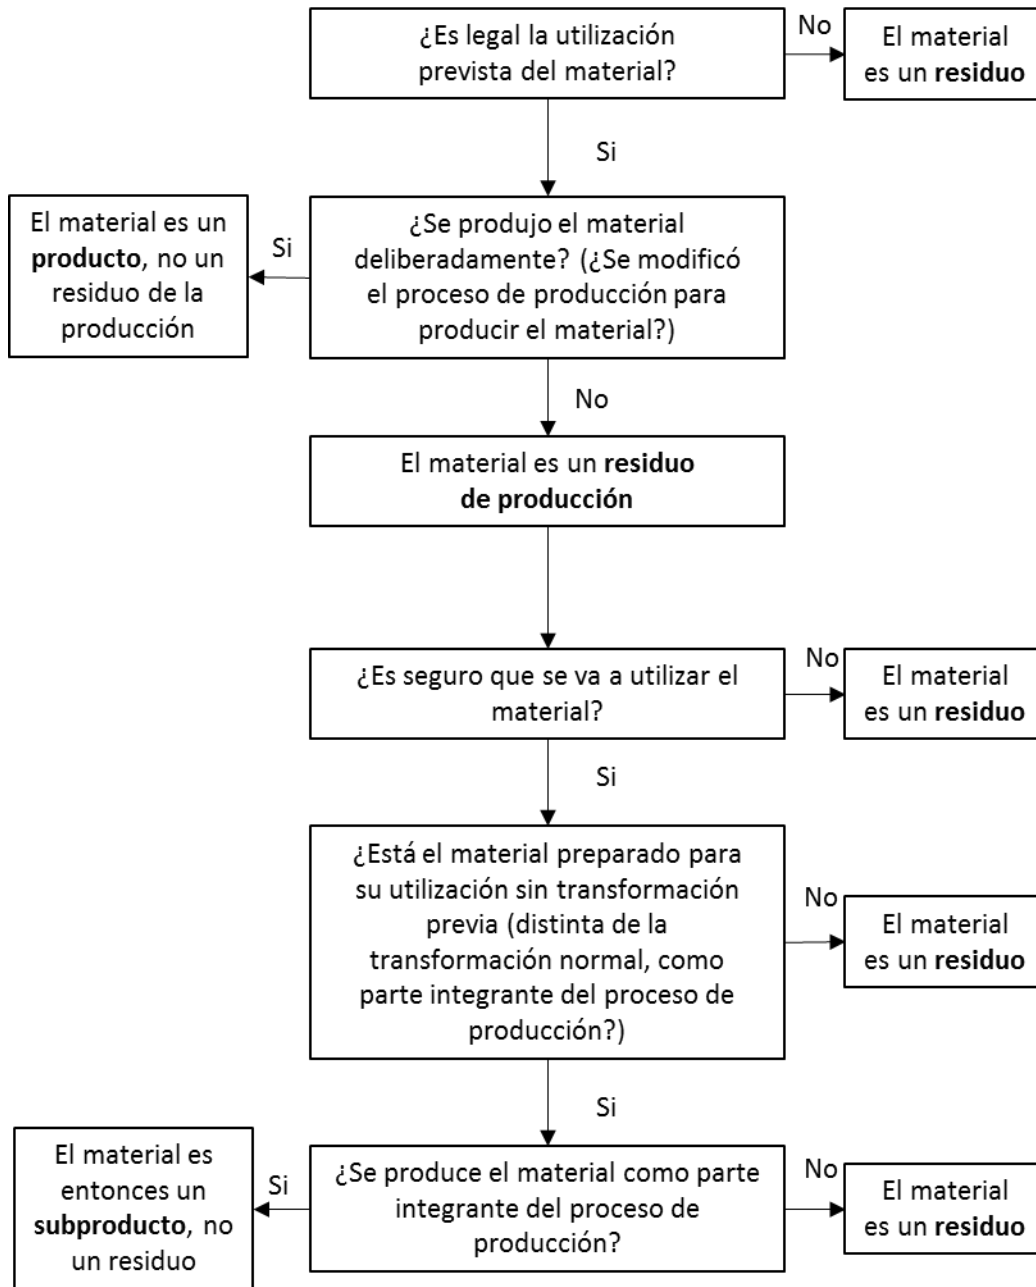 ¿Es legal la utilización
prevista del material?
No
El material
es un residuo
Si
El material es un
producto, no un
residuo de la
producción
Si
¿Se produjo el material
deliberadamente? (¿Se modificó
el proceso de producción para
producir el material?)
No
El material es un residuo
de producción
¿Es seguro que se va a utilizar el
material?
No
El material
es un residuo
Si
¿Está el material preparado para
su utilización sin transformación
previa (distinta de la
transformación normal, como
parte integrante del proceso de
producción?)
No
El material
es un residuo
Si
El material es
entonces un
subproducto, no
un residuo
Si
¿Se produce el material como parte
integrante del proceso de
producción?
No
El material
es un residuo